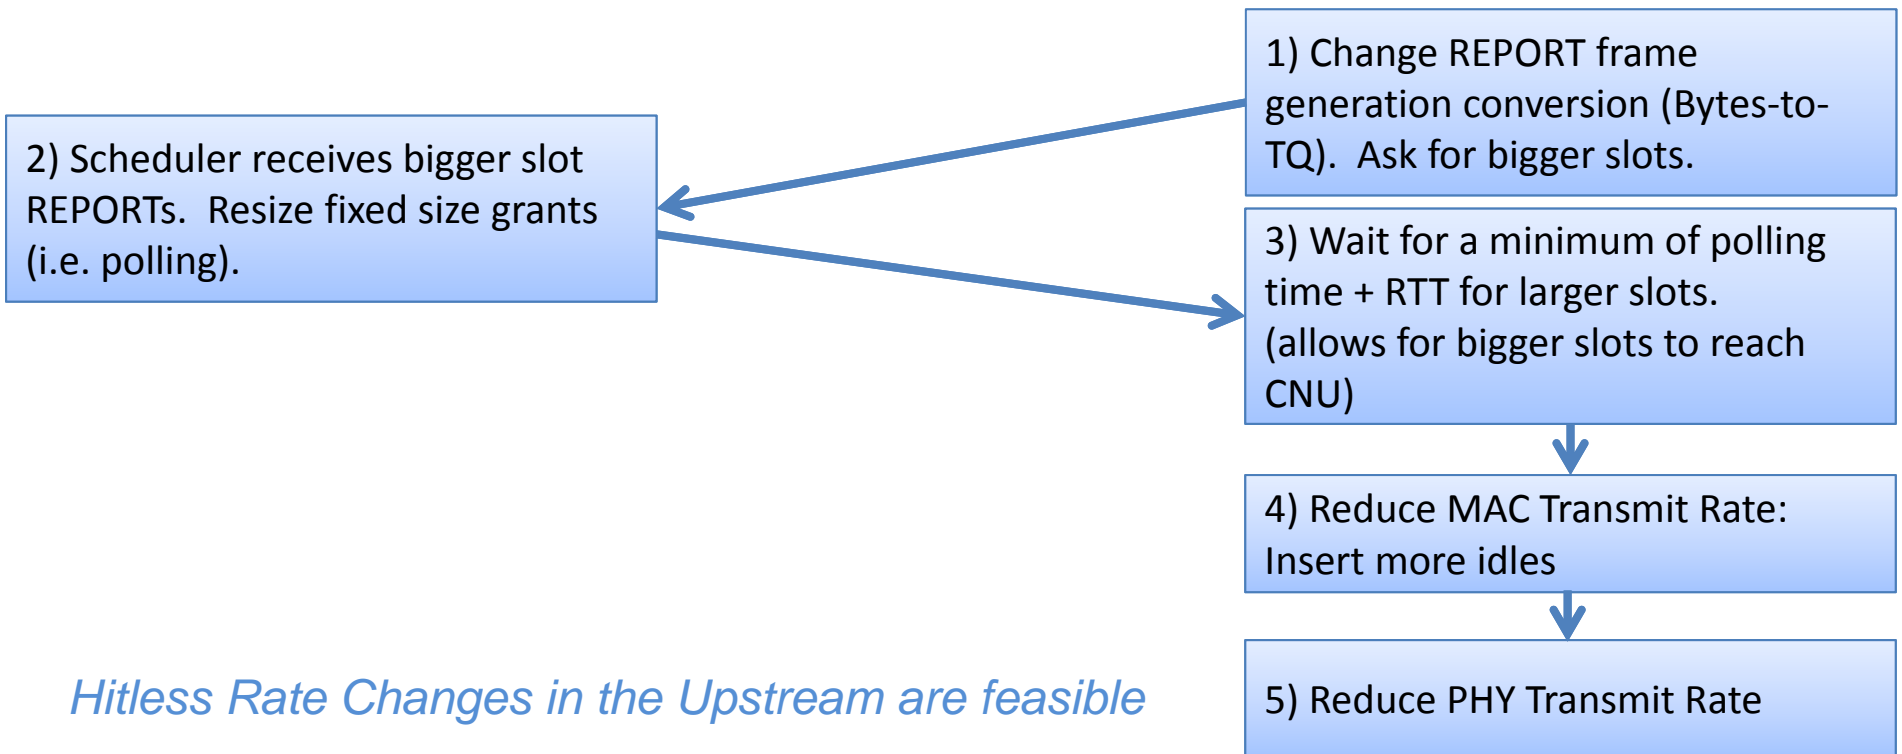 1) Change REPORT frame
generation conversion (Bytes-to-
TQ).  Ask for bigger slots.
2) Scheduler receives bigger slot
REPORTs.  Resize fixed size grants
(i.e. polling).
3) Wait for a minimum of polling
time + RTT for larger slots.
(allows for bigger slots to reach
CNU)
4) Reduce MAC Transmit Rate:
Insert more idles
5) Reduce PHY Transmit Rate
Hitless Rate Changes in the Upstream are feasible